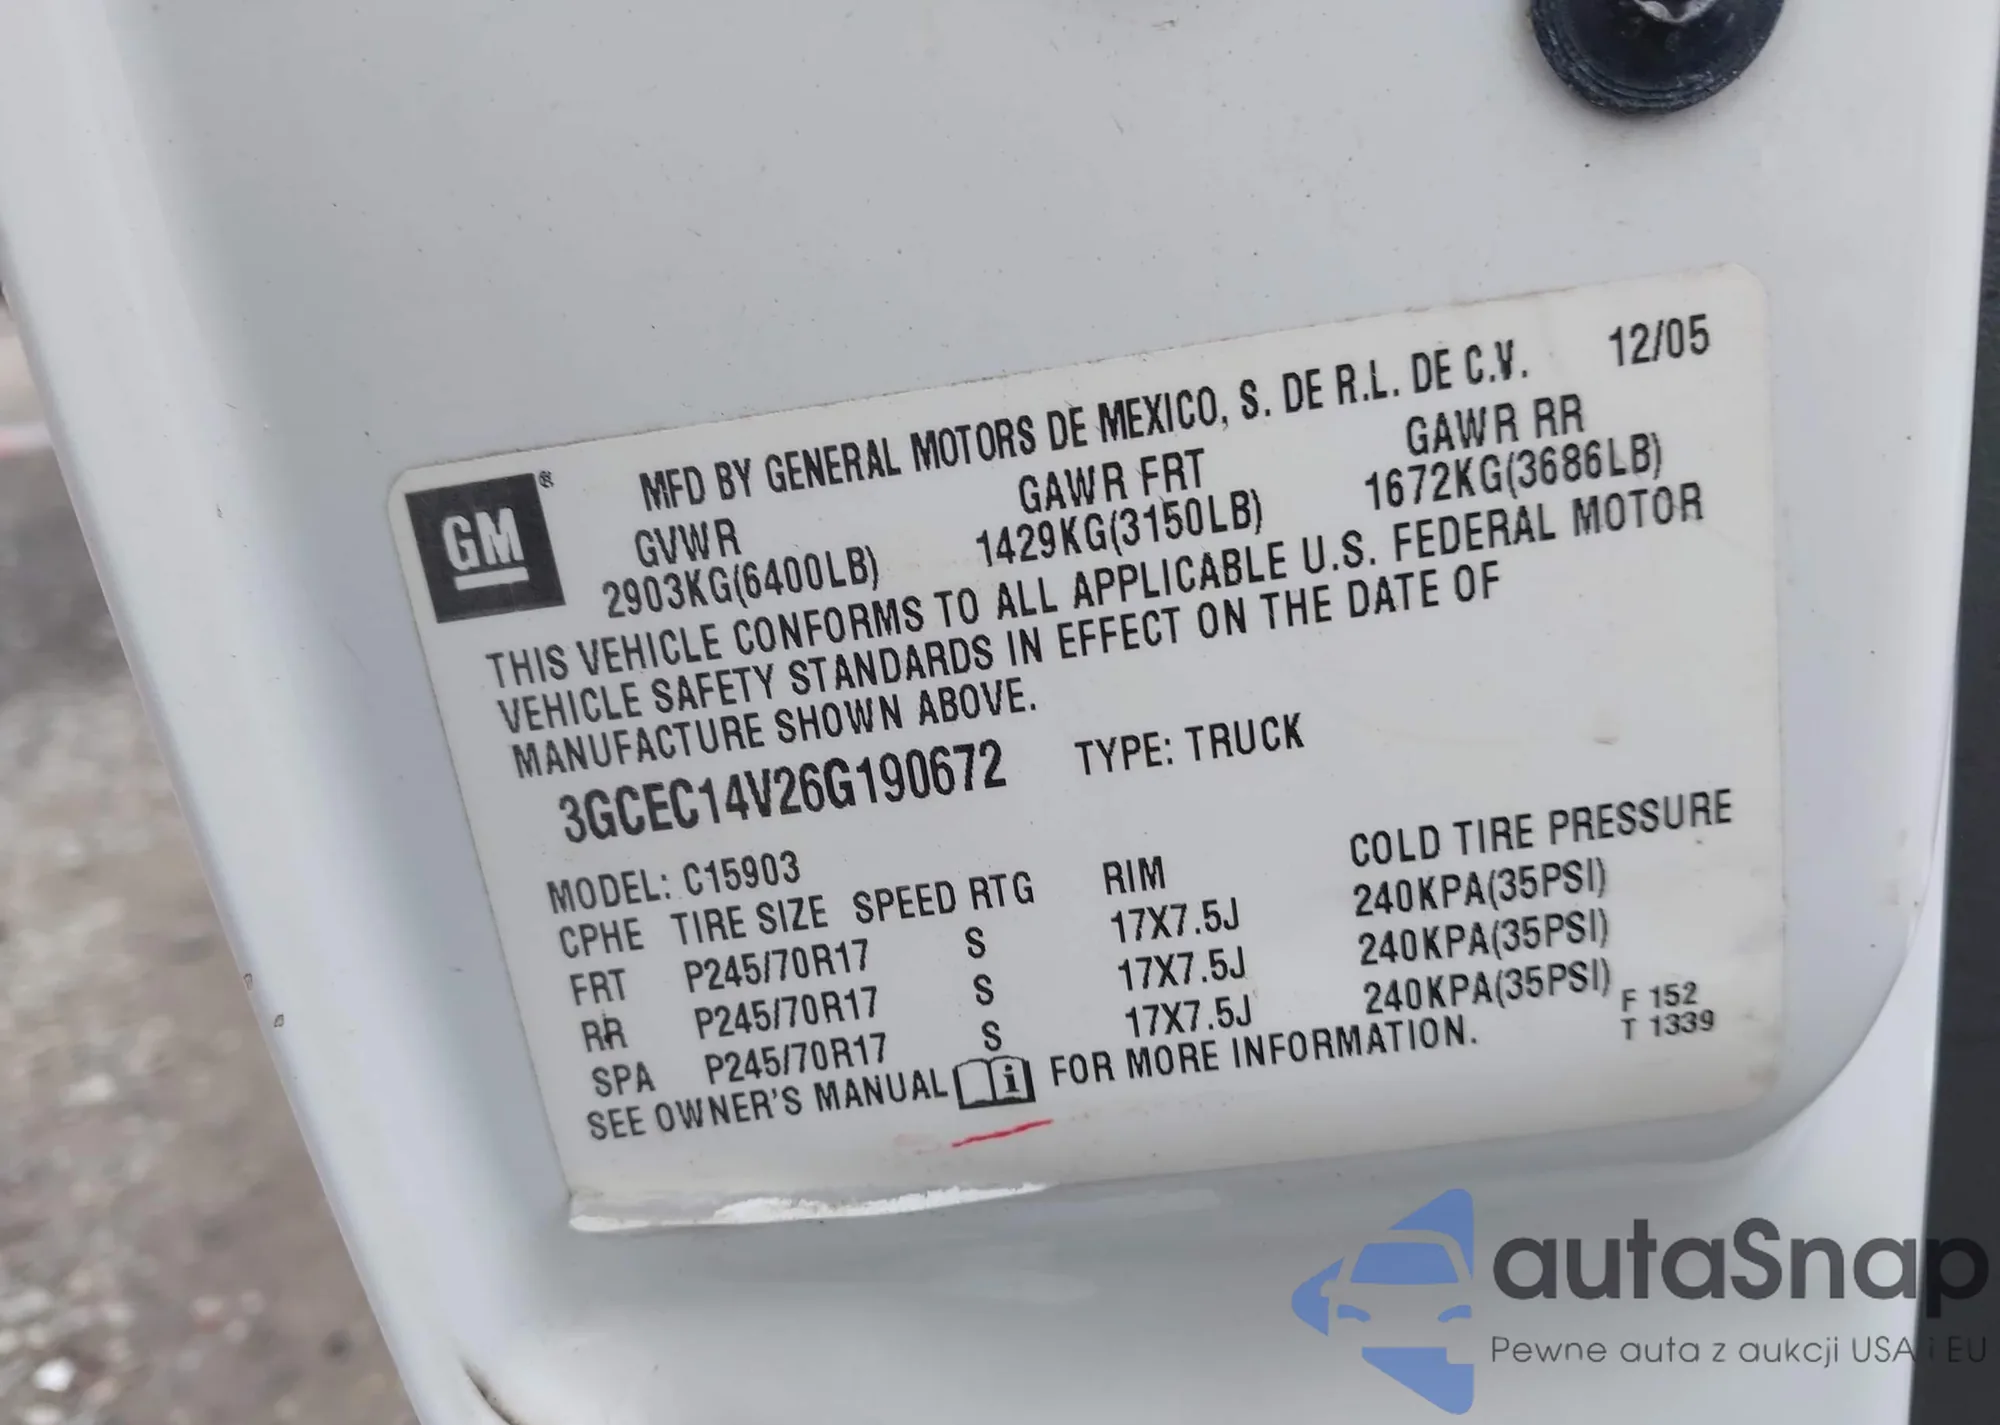 MFD BY GENERAL MOTORS DE MEXICO, S. DE R.L. DE C.V. 12/05
GM ®
GVWR GAWR FRT GAWR RR
2903KG(6400LB) 1429KG(3150LB) 1672KG(3686LB)
THIS VEHICLE CONFORMS TO ALL APPLICABLE U.S. FEDERAL MOTOR
VEHICLE SAFETY STANDARDS IN EFFECT ON THE DATE OF
MANUFACTURE SHOWN ABOVE.
3GCEC14V26G190672 TYPE: TRUCK
MODEL: C15903
CPHE TIRE SIZE SPEED RTG RIM COLD TIRE PRESSURE
FRT P245/70R17 S 17X7.5J 240KPA(35PSI)
RR P245/70R17 S 17X7.5J 240KPA(35PSI)
SPA P245/70R17 S 17X7.5J 240KPA(35PSI)
SEE OWNER'S MANUAL i FOR MORE INFORMATION.
F 152
T 1339
autaSnap
Pewne auta z aukcji USA i EU